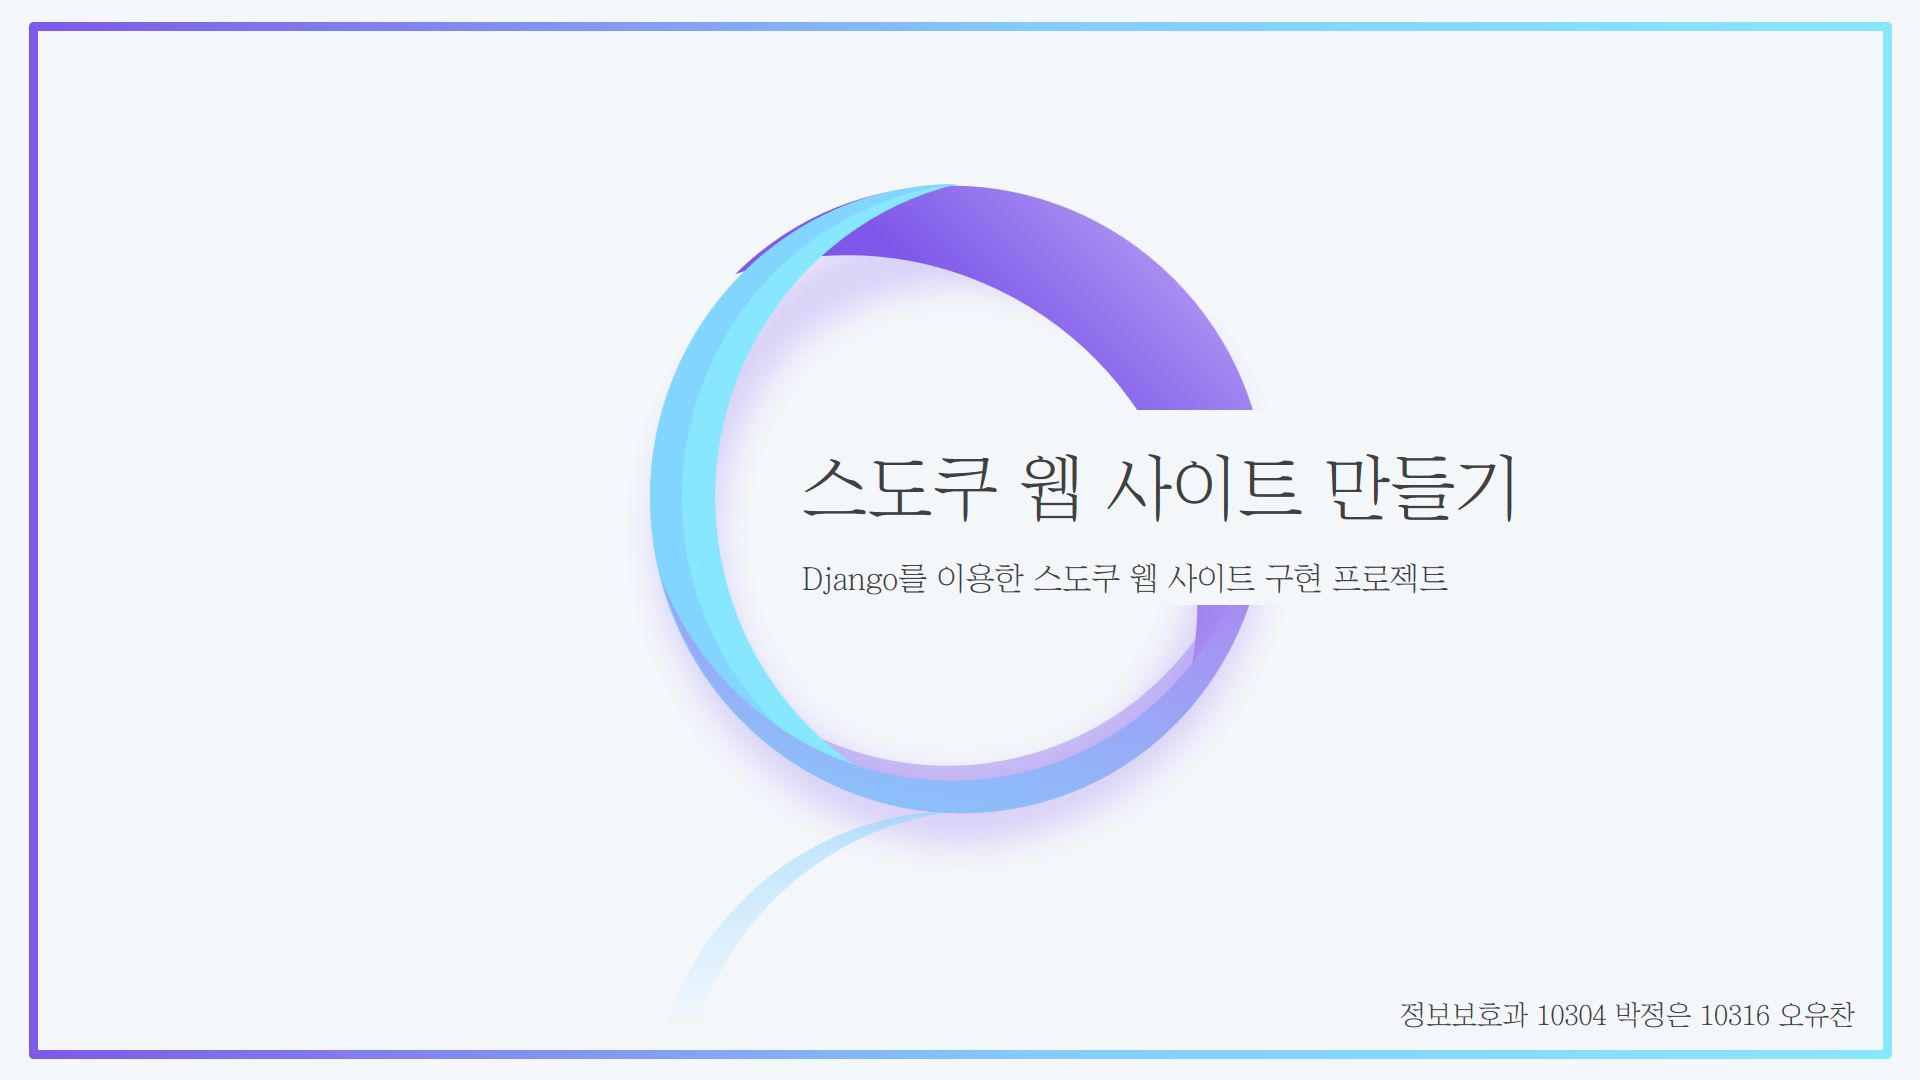 스도쿠 웹 사이트 만들기
Django를 이용한 스도쿠 웹 사이트 구현 프로젝트
정보보호과 10304 박정은 10316 오유찬